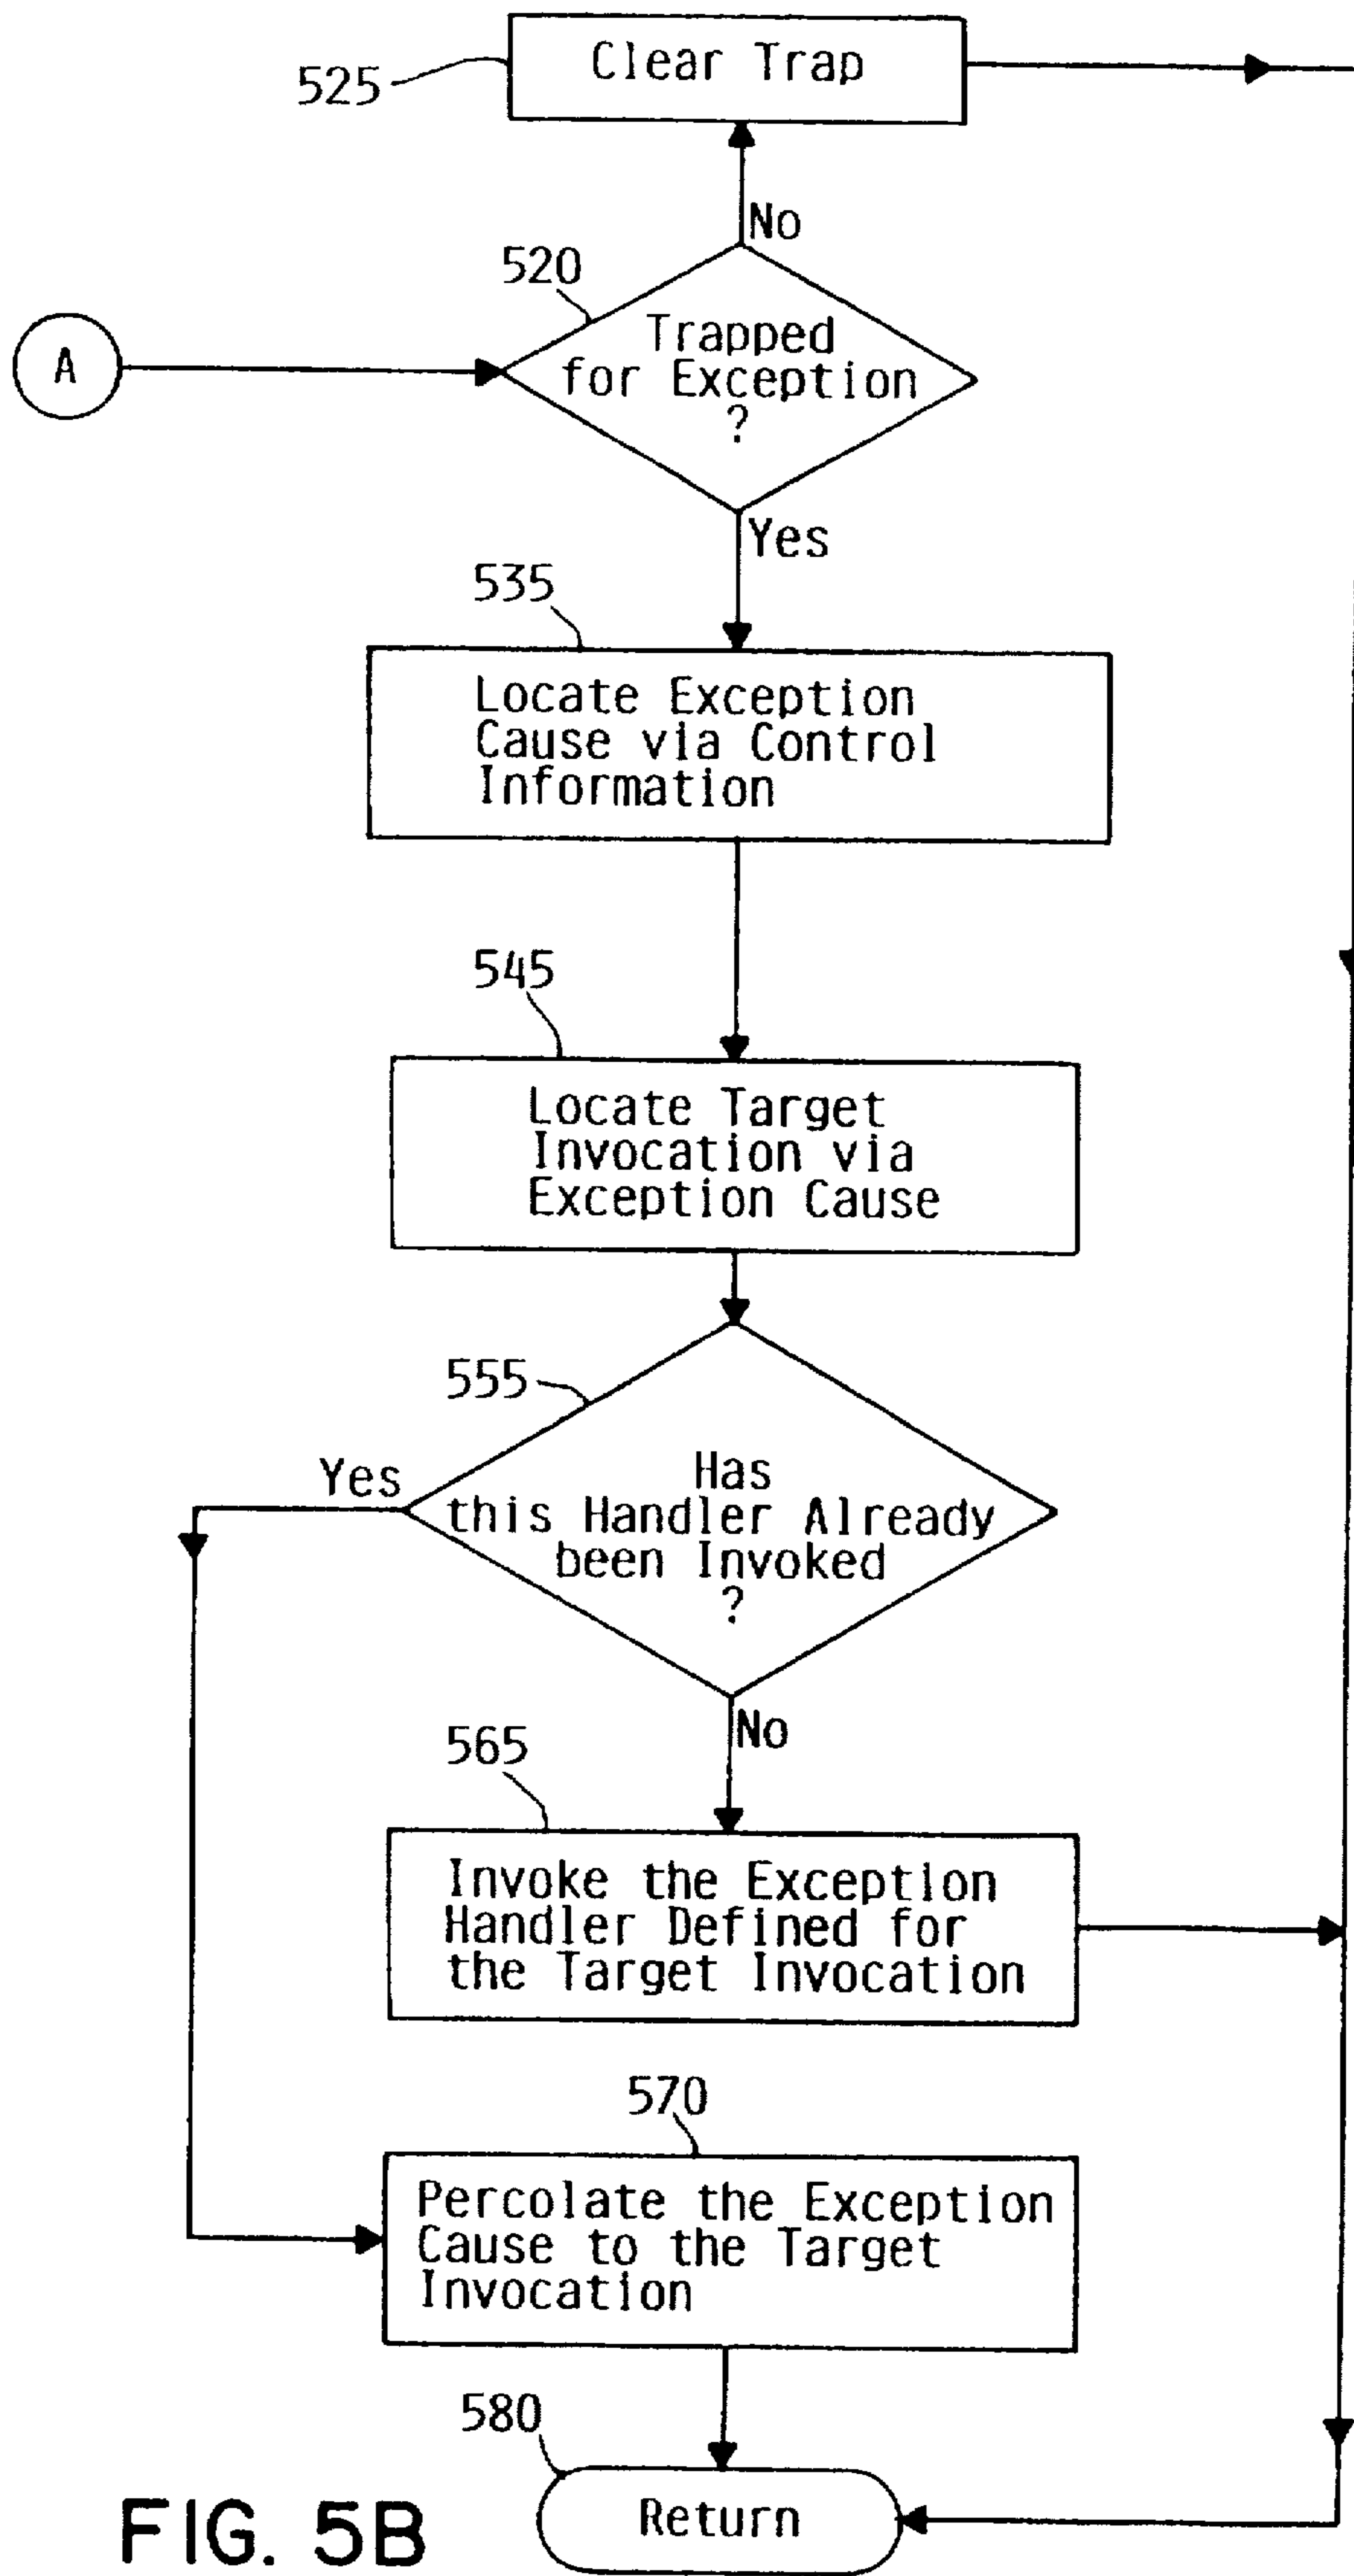 525
Clear Trap
No
520
A
Trapped
for Exception
?
Yes
535
Locate Exception
Cause via Control
Information
545
Locate Target
Invocation via
Exception Cause
555
Yes
Has
this Handler Already
been Invoked
?
No
565
Invoke the Exception
Handler Defined for
the Target Invocation
570
Percolate the Exception
Cause to the Target
Invocation
580
Return
FIG. 5B